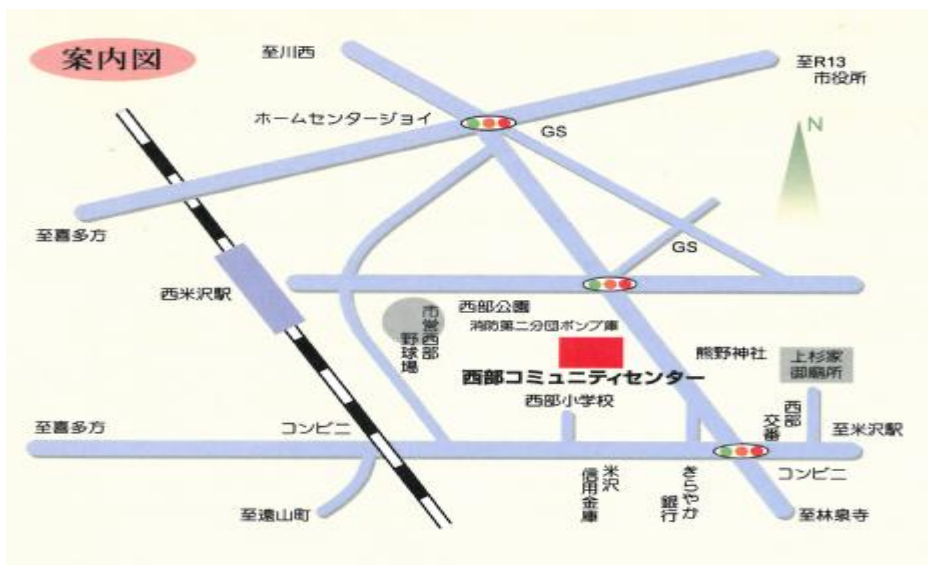 案内図
至川西
至R13
市役所
ホームセンタージョイ
GS
N
至喜多方
GS
西米沢駅
西部公園
市営西部
野球場
消防第二分団ポンプ庫
熊野神社
上杉家
御廟所
西部コミュニティセンター
西部小学校
西部
交番
至喜多方
コンビニ
至米沢駅
米沢
信用金庫
きらやか
銀行
コンビニ
至遠山町
至林泉寺